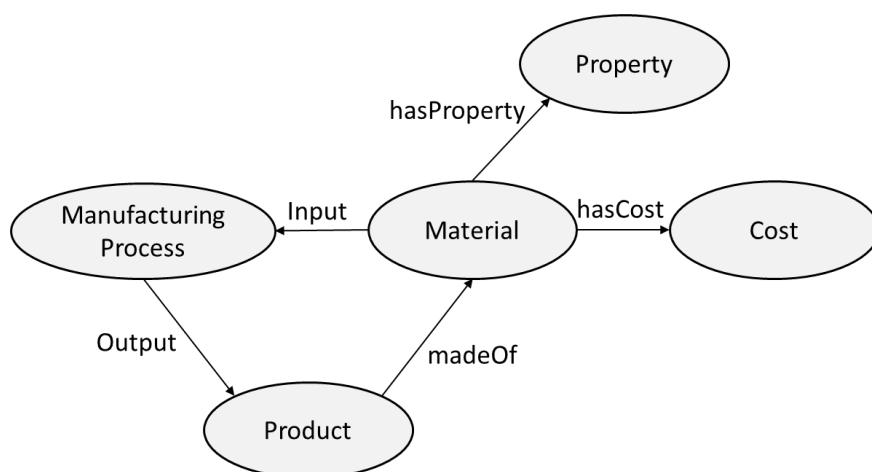 Property
hasProperty
Manufacturing
Process
Input
Material
hasCost
Cost
Output
madeOf
Product